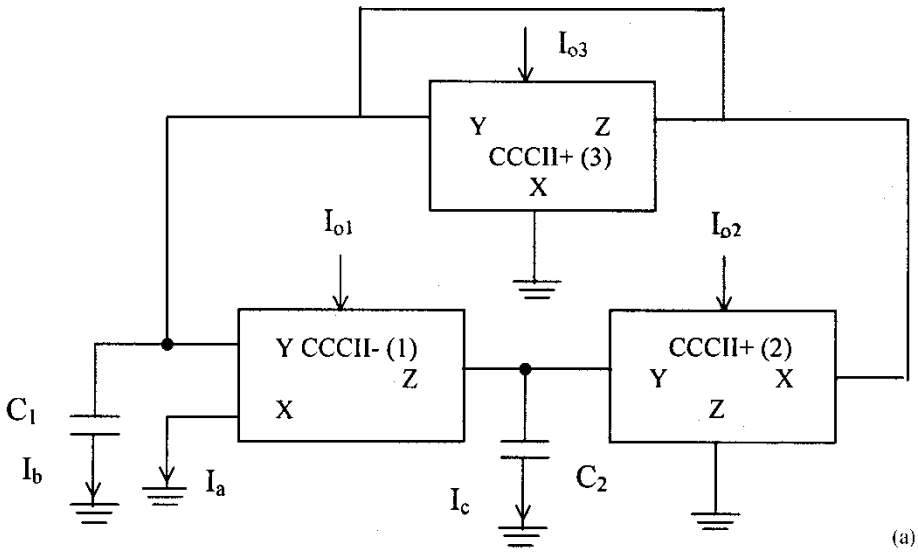 I_o3
Y Z
CCCII+ (3)
X
I_o1
I_o2
Y CCCII- (1)
Z
X
CCCII+ (2)
Y X
Z
C_1
I_b
I_a
C_2
I_c
(a)